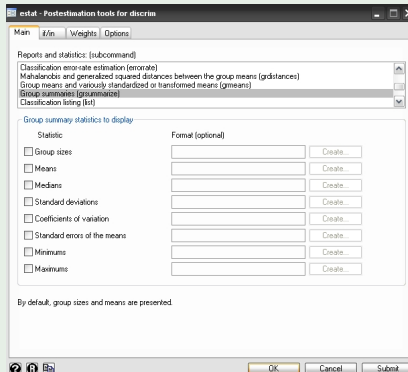 estat - Postestimation tools for discrim
Main if/in Weights Options
Reports and statistics: (subcommand)
Classification error-rate estimation (errorrate)
Mahalanobis and generalized squared distances between the group means (grdistances)
Group means and variously standardized or transformed means (grmeans)
Group summaries (grsummarize)
Classification listing (list)
Group summary statistics to display
Statistic Format (optional)
Group sizes Create...
Means Create...
Medians Create...
Standard deviations Create...
Coefficients of variation Create...
Standard errors of the means Create...
Minimums Create...
Maximums Create...
By default, group sizes and means are presented.
? R OK Cancel Submit